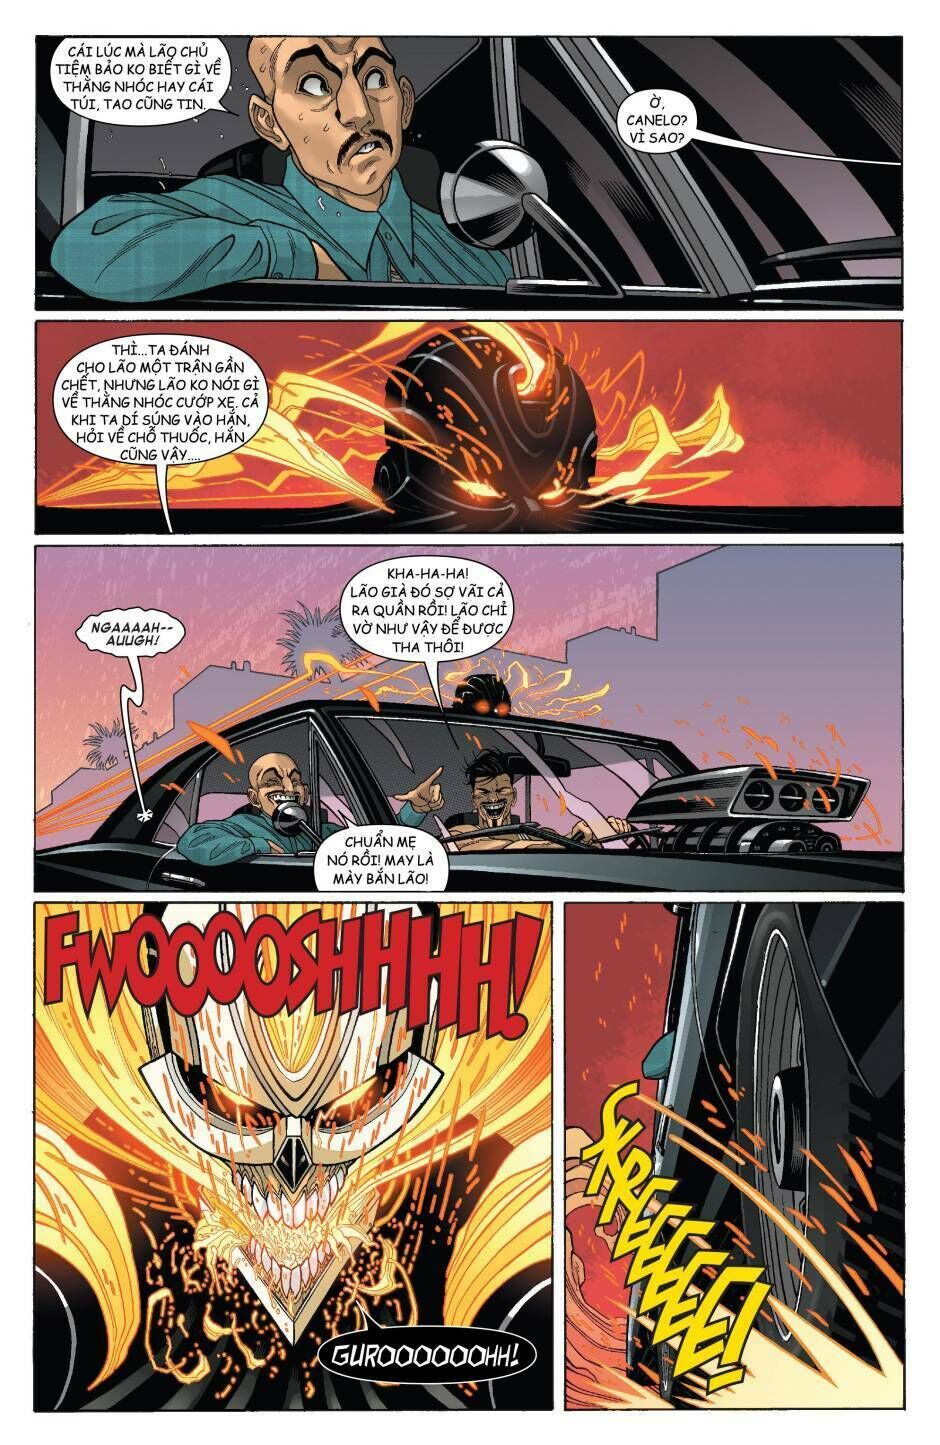 CÁI LÚC MÀ LÃO CHỦ
TIỆM BẢO KO BIẾT GÌ VỀ
THẰNG NHÓC HAY CÁI
TÚI, TAO CŨNG TIN.
Ờ,
CANELO?
VÌ SAO?
THÌ...TA ĐÁNH
CHO LÃO MỘT TRẬN GẦN
CHẾT, NHƯNG LÃO KO NÓI GÌ
VỀ THẰNG NHÓC CƯỚP XE. CẢ
KHI TA DÍ SÚNG VÀO HẮN,
HỎI VỀ CHỖ THUỐC, HẮN
CŨNG VẬY....
KHA-HA-HA!
LÃO GIÀ ĐÓ SỢ VÃI CẢ
RA QUẦN RỒI! LÃO CHỈ
VỜ NHƯ VẬY ĐỂ ĐƯỢC
THA THÔI!
NGAAAAH--
AUUGH!
CHUẨN MẸ
NÓ RỒI! MAY LÀ
MÀY BẮN LÃO!
FWOOOOSHHHHH!
GUROOOOOOHH!
SKREEEEEE!